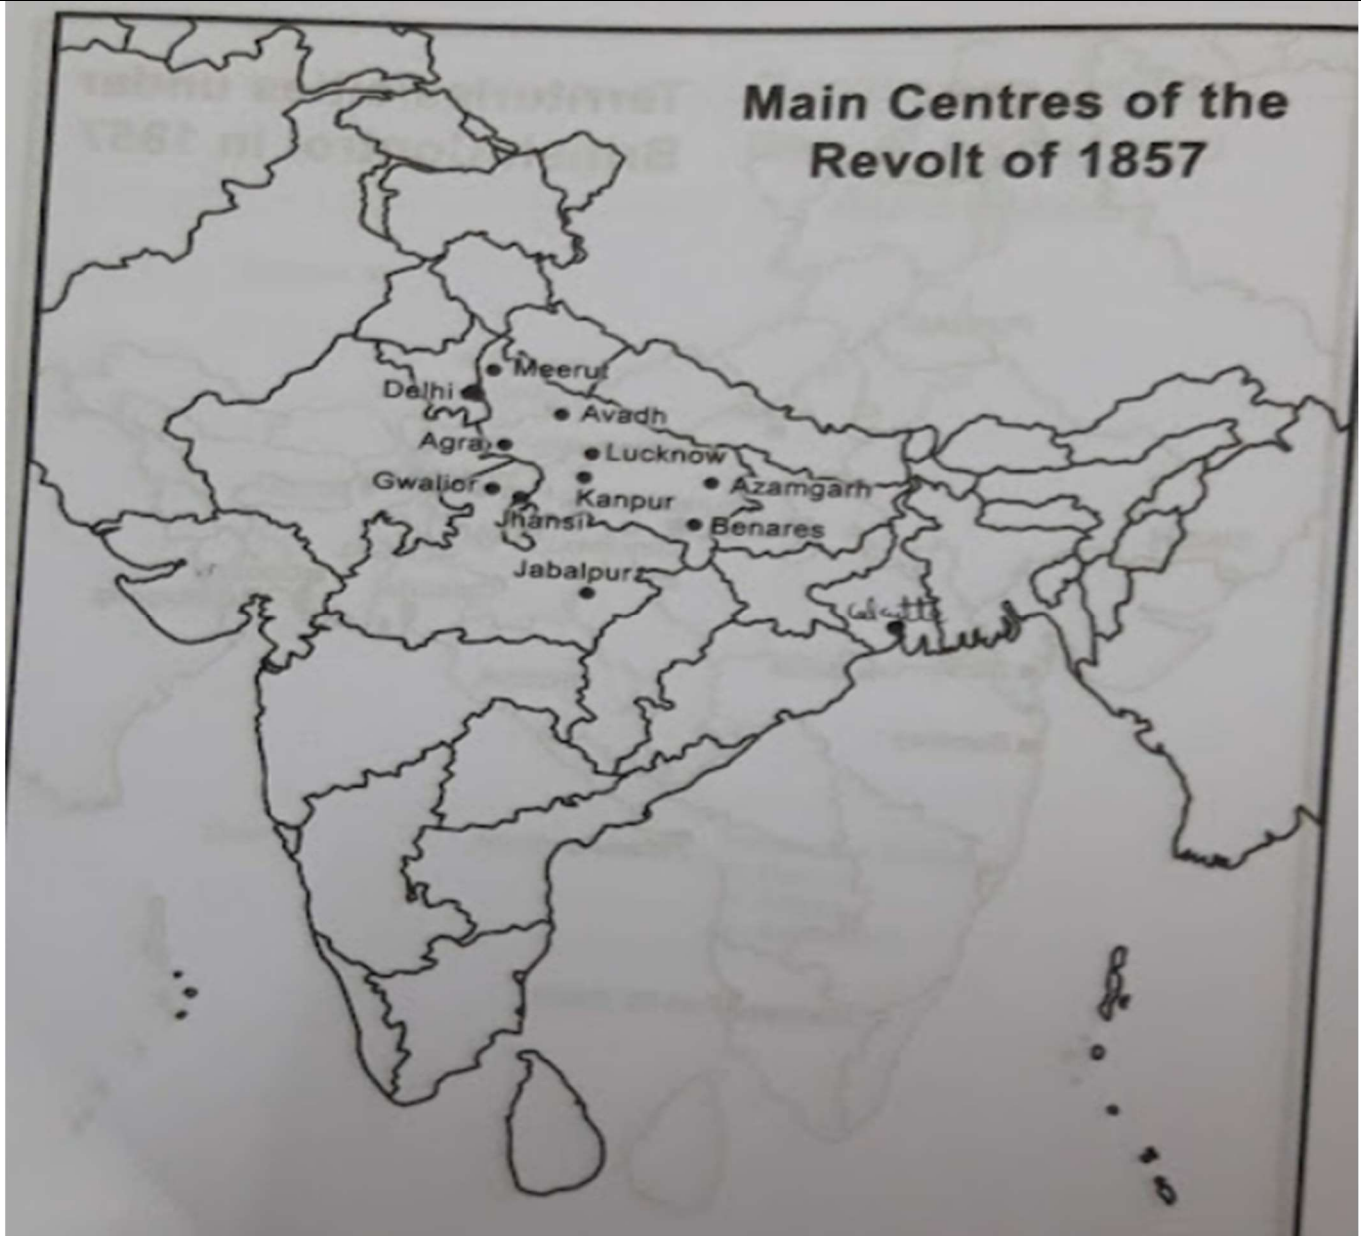 Main Centres of the
Revolt of 1857
Meerut
Delhi
Avadh
Agra
Lucknow
Gwalior
Kanpur
Azamgarh
Jhansi
Benares
Jabalpur
Calcutta